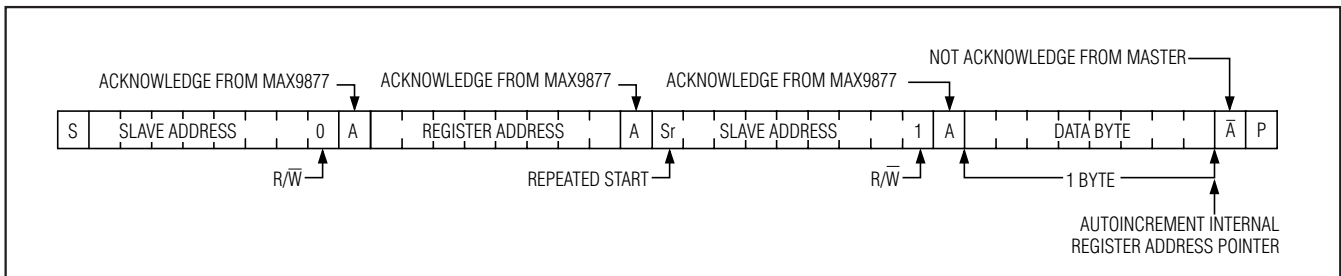 NOT ACKNOWLEDGE FROM MASTER
ACKNOWLEDGE FROM MAX9877 ACKNOWLEDGE FROM MAX9877 ACKNOWLEDGE FROM MAX9877
S SLAVE ADDRESS 0 A REGISTER ADDRESS A Sr SLAVE ADDRESS 1 A DATA BYTE A̅ P
R/W̅ REPEATED START R/W̅ 1 BYTE
AUTOINCREMENT INTERNAL
REGISTER ADDRESS POINTER